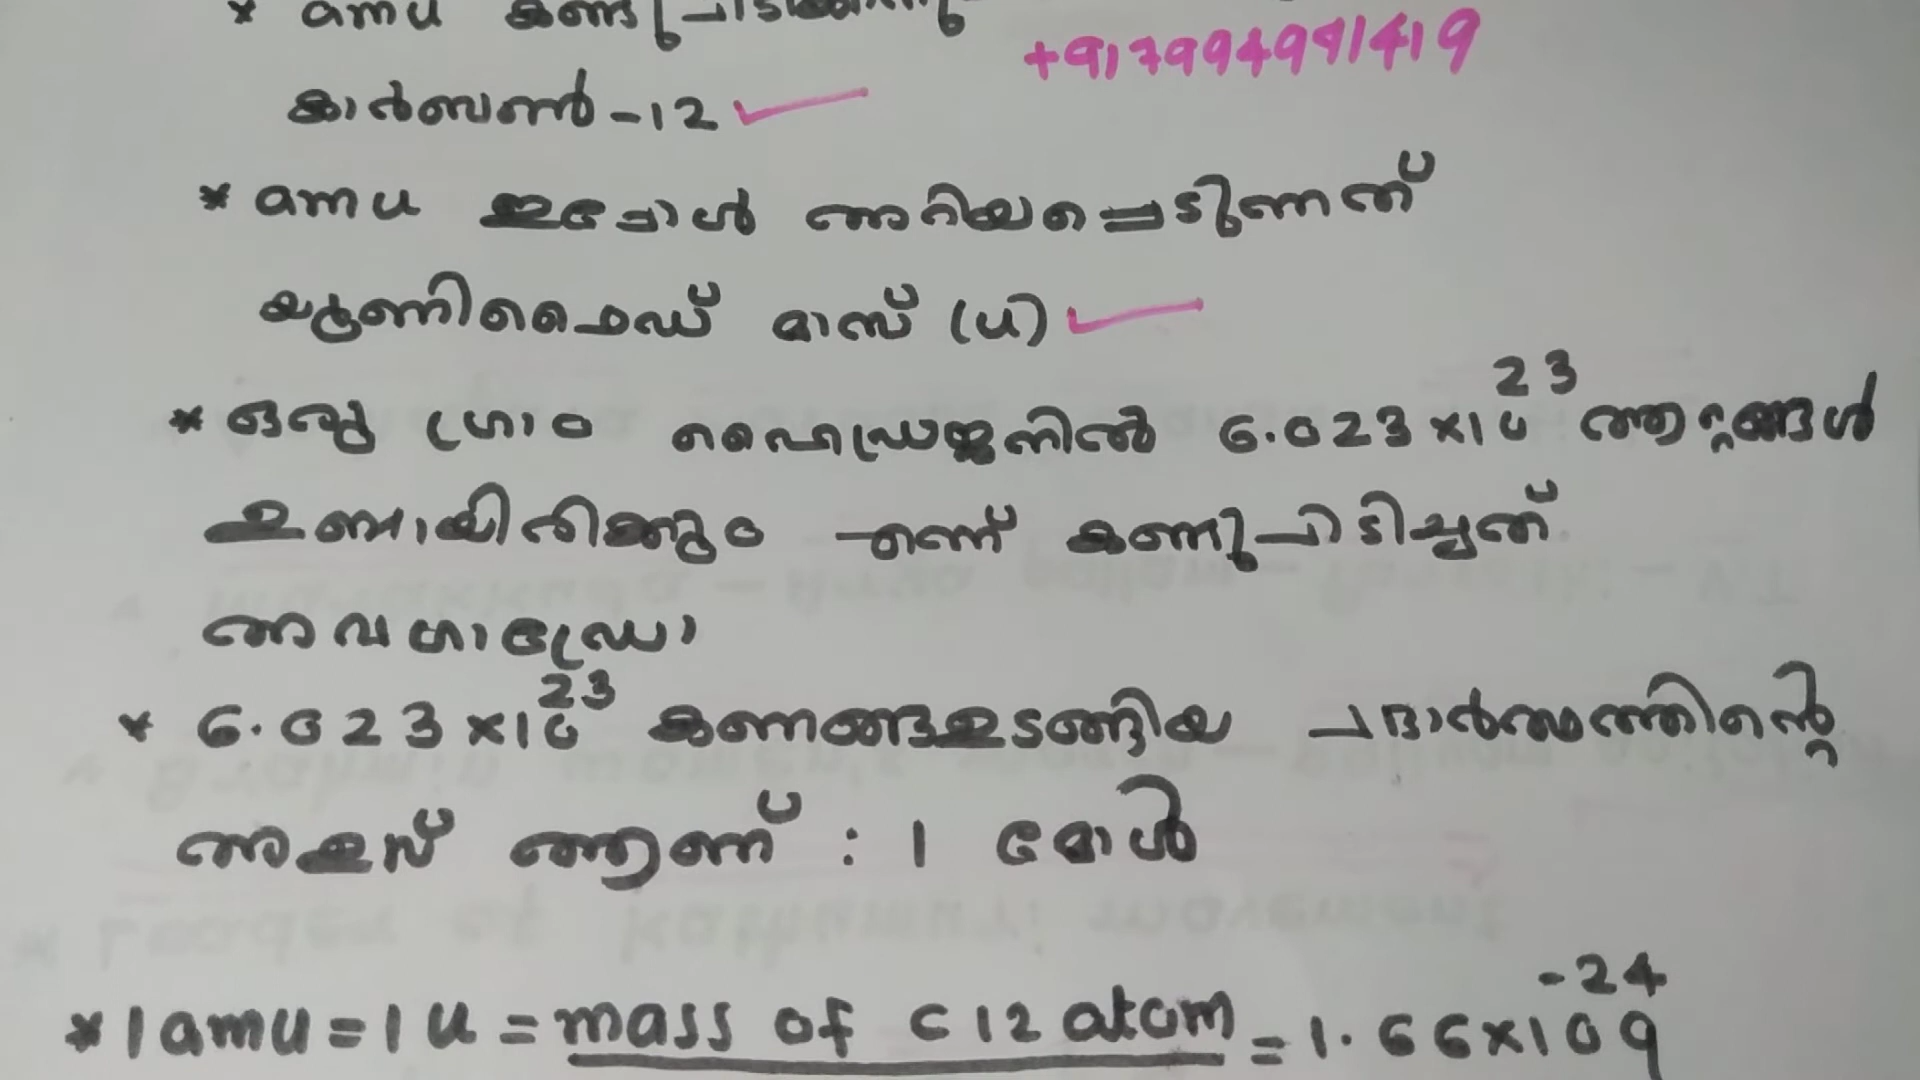 * amu കണ്ടുപിടിക്കുന്നു
+917994991419
കാർബൺ-12
* amu ഇപ്പോൾ അറിയപ്പെടുന്നത്
യൂണിഫൈഡ് മാസ് (u)
* ഒരു ഗ്രാം ഹൈഡ്രജനിൽ 6.023×10²³ ആറ്റങ്ങൾ
ഉണ്ടായിരിക്കും എന്ന് കണ്ടുപിടിച്ചത്
അവഗാഡ്രോ
* 6.023×10²³ കണങ്ങളടങ്ങിയ പദാർത്ഥത്തിന്റെ
അളവ് ആണ് : 1 മോൾ
* 1 amu = 1 u = mass of C12 atom = 1.66×10⁻²⁴g